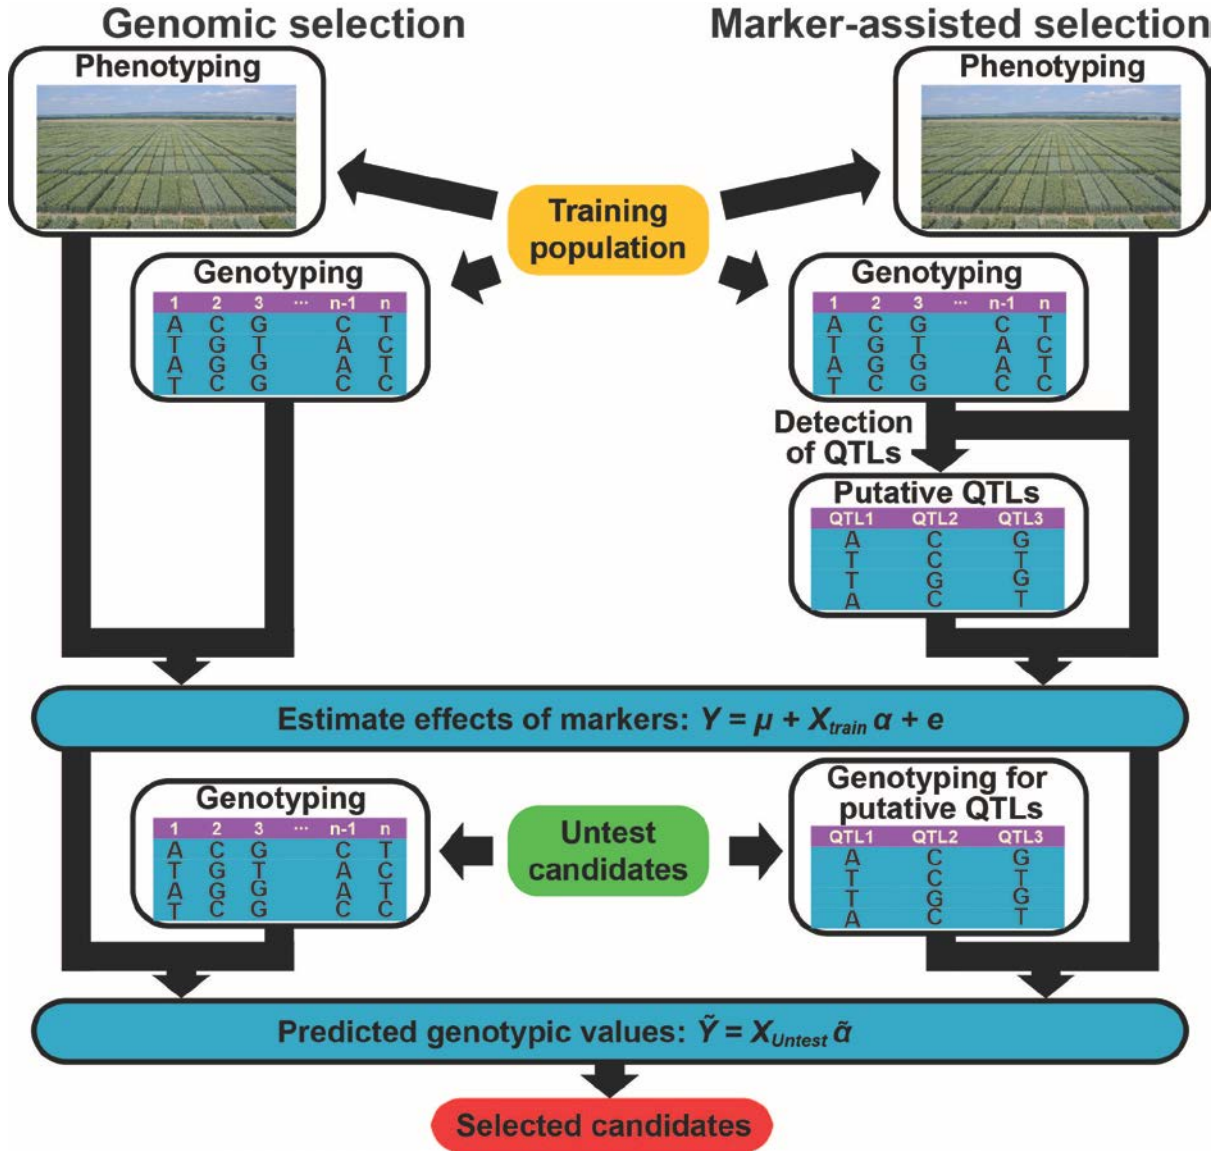 Genomic selection
Marker-assisted selection
Phenotyping
Phenotyping
Training
population
Genotyping
1 2 3 ... n-1 n
A C G C T
T G T A C
A G G A T
T C G C C
Genotyping
1 2 3 ... n-1 n
A C G C T
T G T A C
A G G A T
T C G C C
Detection
of QTLs
Putative QTLs
QTL1 QTL2 QTL3
A C G
T C T
T G G
A C T
Estimate effects of markers: Y = μ + X_train α + e
Genotyping
1 2 3 ... n-1 n
A C G C T
T G T A C
A G G A T
T C G C C
Untest
candidates
Genotyping for
putative QTLs
QTL1 QTL2 QTL3
A C G
T C T
T G G
A C T
Predicted genotypic values: Ỹ = X_Untest α̃
Selected candidates